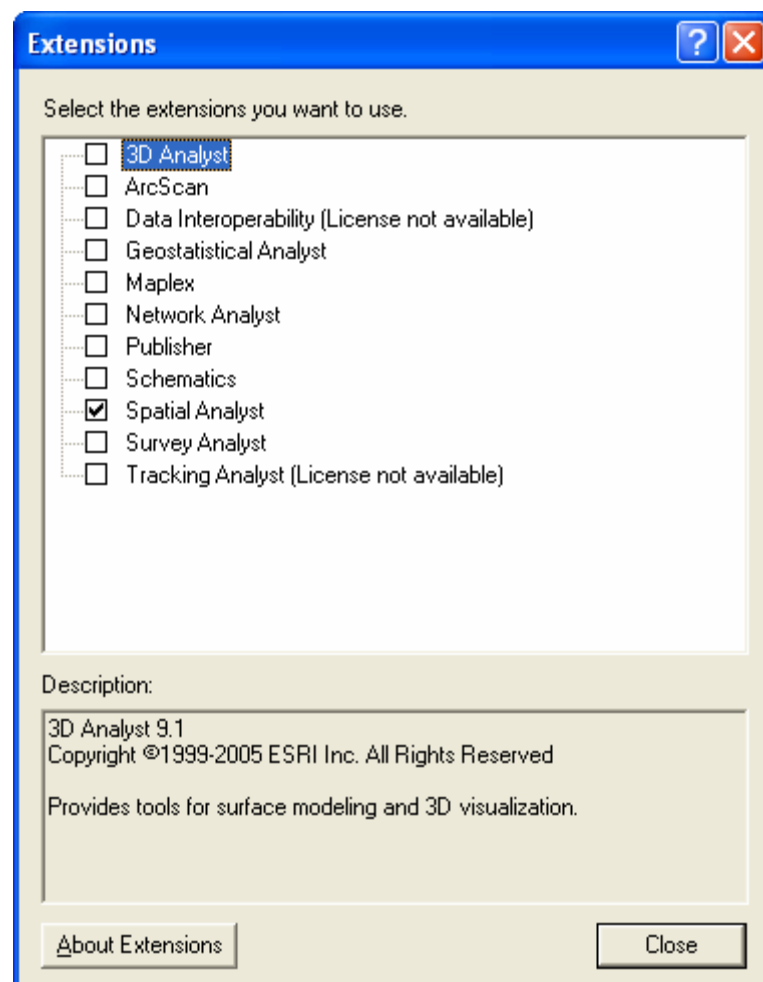 Extensions
Select the extensions you want to use.
3D Analyst
ArcScan
Data Interoperability (License not available)
Geostatistical Analyst
Maplex
Network Analyst
Publisher
Schematics
Spatial Analyst
Survey Analyst
Tracking Analyst (License not available)
Description:
3D Analyst 9.1
Copyright ©1999-2005 ESRI Inc. All Rights Reserved
Provides tools for surface modeling and 3D visualization.
About Extensions
Close